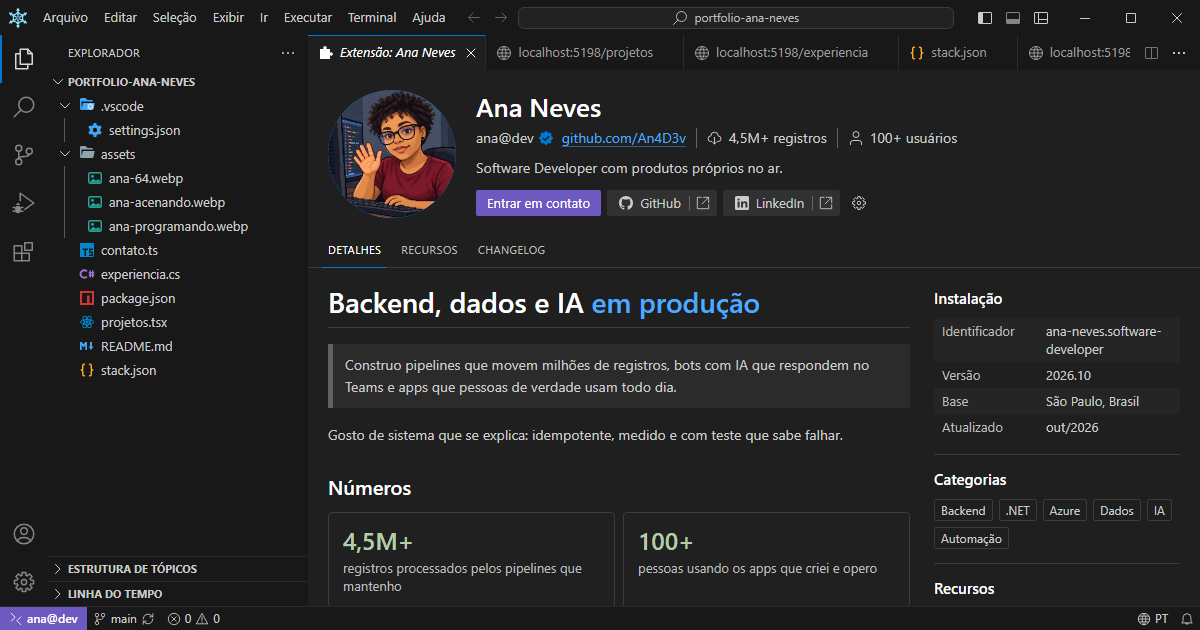 Arquivo Editar Seleção Exibir Ir Executar Terminal Ajuda portfolio-ana-neves
EXPLORADOR
PORTFOLIO-ANA-NEVES
.vscode
settings.json
assets
ana-64.webp
ana-acenando.webp
ana-programando.webp
TS contato.ts
C# experiencia.cs
package.json
projetos.tsx
M↓ README.md
{} stack.json
ESTRUTURA DE TÓPICOS
LINHA DO TEMPO
Extensão: Ana Neves localhost:5198/projetos localhost:5198/experiencia {} stack.json localhost:5198
Ana Neves
ana@dev github.com/An4D3v 4,5M+ registros 100+ usuários
Software Developer com produtos próprios no ar.
Entrar em contato GitHub LinkedIn
DETALHES RECURSOS CHANGELOG
Backend, dados e IA em produção
Construo pipelines que movem milhões de registros, bots com IA que respondem no
Teams e apps que pessoas de verdade usam todo dia.
Gosto de sistema que se explica: idempotente, medido e com teste que sabe falhar.
Números
4,5M+
registros processados pelos pipelines que
mantenho
100+
pessoas usando os apps que criei e opero
Instalação
Identificador ana-neves.software-
developer
Versão 2026.10
Base São Paulo, Brasil
Atualizado out/2026
Categorias
Backend .NET Azure Dados IA
Automação
Recursos
ana@dev main 0 0 PT